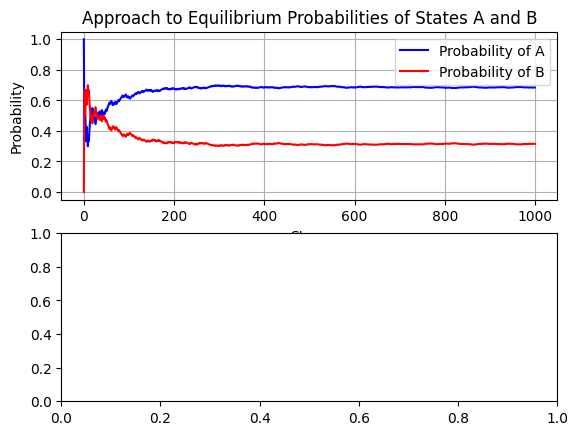 Approach to Equilibrium Probabilities of States A and B
1.0
0.8
0.6
0.4
0.2
0.0
Probability
Probability of A
Probability of B
0 200 400 600 800 1000
1.0
0.8
0.6
0.4
0.2
0.0
0.0 0.2 0.4 0.6 0.8 1.0